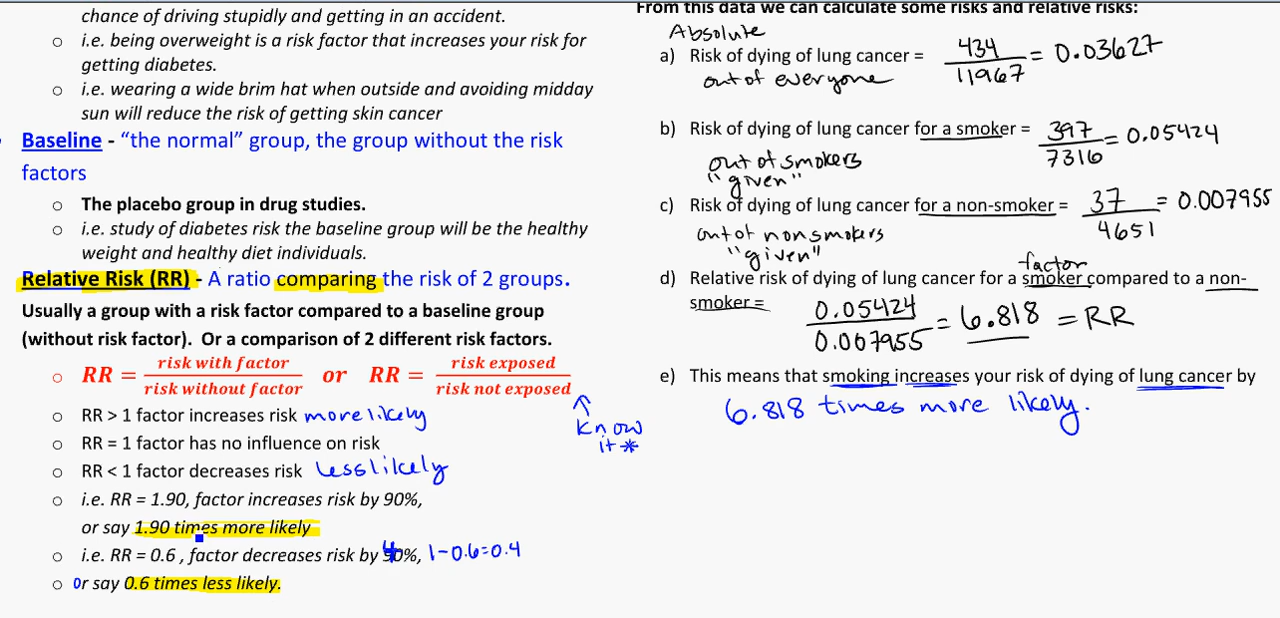 chance of driving stupidly and getting in an accident.
o i.e. being overweight is a risk factor that increases your risk for
getting diabetes.
o i.e. wearing a wide brim hat when outside and avoiding midday
sun will reduce the risk of getting skin cancer
Baseline - “the normal” group, the group without the risk
factors
o The placebo group in drug studies.
o i.e. study of diabetes risk the baseline group will be the healthy
weight and healthy diet individuals.
Relative Risk (RR) - A ratio comparing the risk of 2 groups.
Usually a group with a risk factor compared to a baseline group
(without risk factor). Or a comparison of 2 different risk factors.
o RR = risk with factor / risk without factor or RR = risk exposed / risk not exposed
↑
know
it *
o RR > 1 factor increases risk more likely
o RR = 1 factor has no influence on risk
o RR < 1 factor decreases risk less likely
o i.e. RR = 1.90, factor increases risk by 90%,
or say 1.90 times more likely
o i.e. RR = 0.6 , factor decreases risk by 40%, 1-0.6=0.4
o Or say 0.6 times less likely.
From this data we can calculate some risks and relative risks:
Absolute
a) Risk of dying of lung cancer = 434 / 11967 = 0.03627
out of everyone
b) Risk of dying of lung cancer for a smoker = 397 / 7316 = 0.05424
out of smokers
"given"
c) Risk of dying of lung cancer for a non-smoker = 37 / 4651 = 0.007955
out of nonsmokers
"given"
factor
d) Relative risk of dying of lung cancer for a smoker compared to a non-
smoker = 0.05424 / 0.007955 = 6.818 = RR
e) This means that smoking increases your risk of dying of lung cancer by
6.818 times more likely.